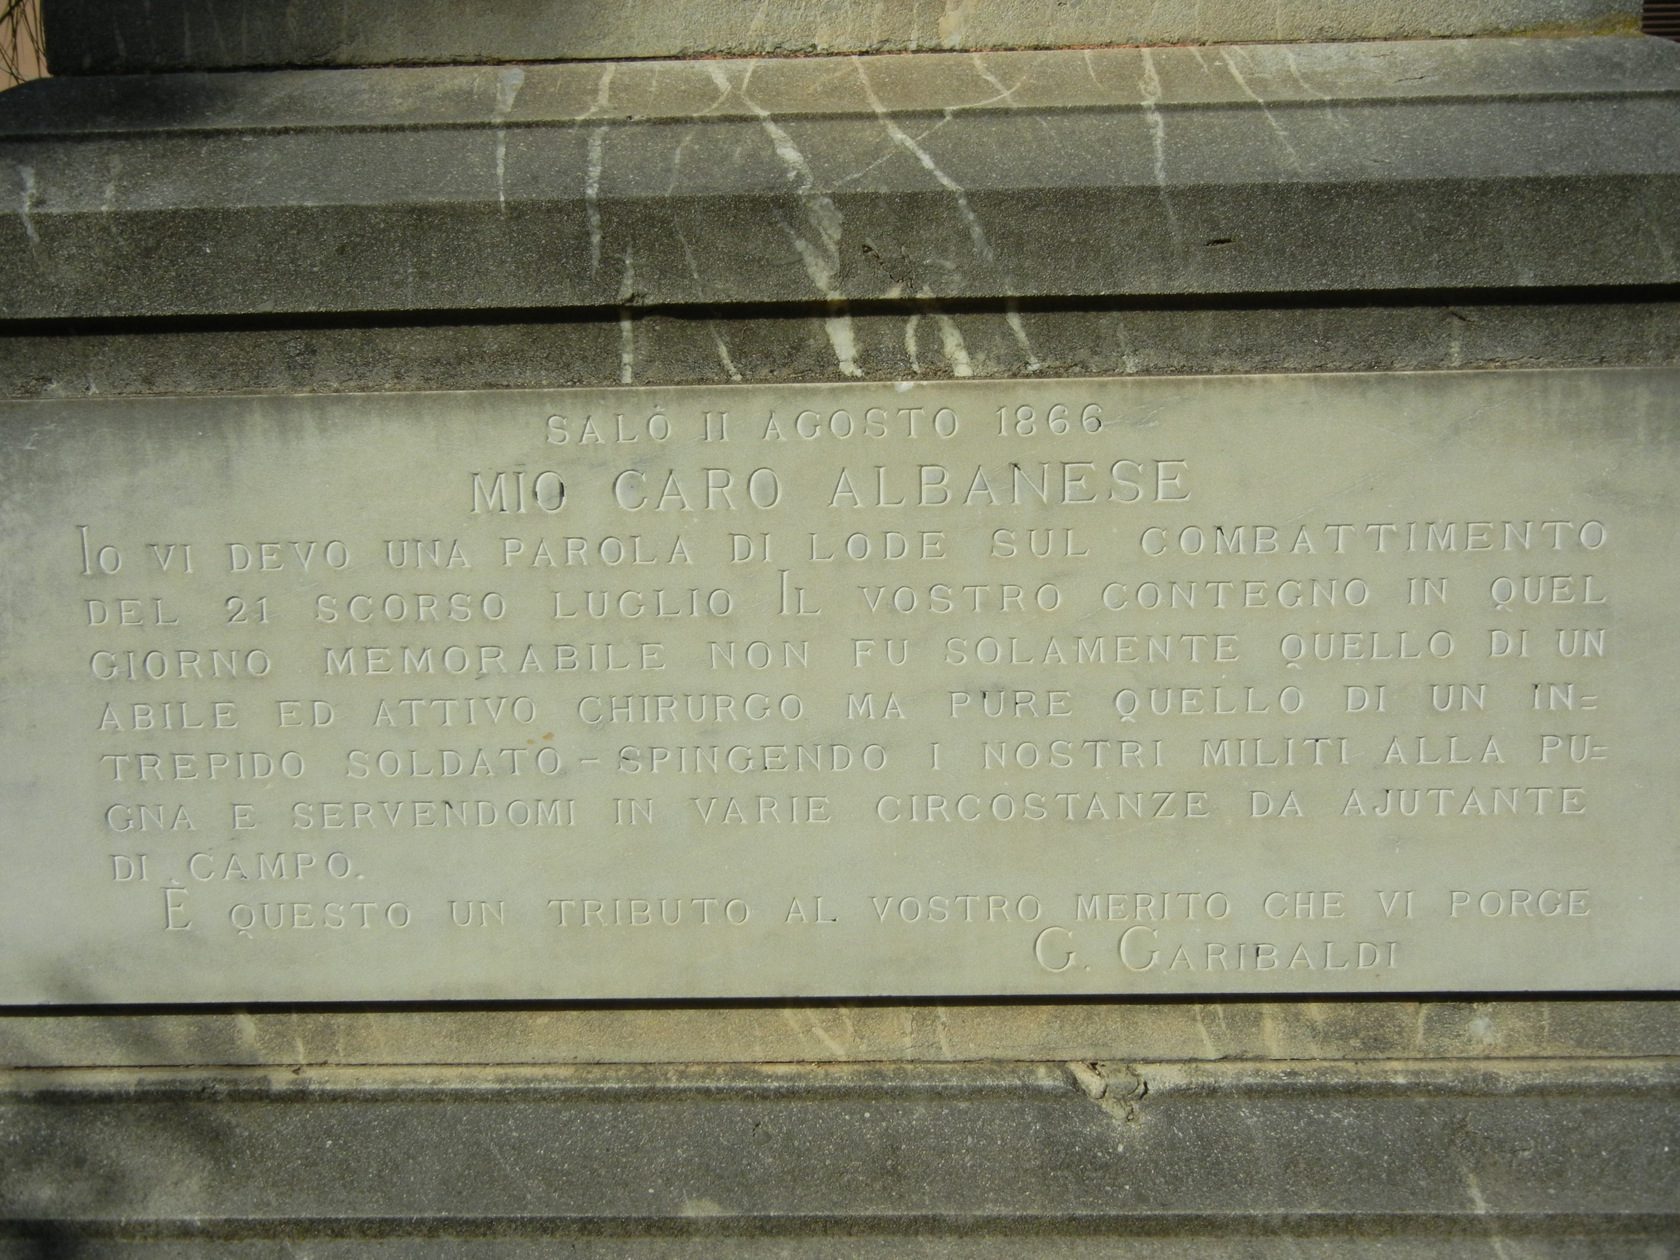 SALÒ 11 AGOSTO 1866
MIO CARO ALBANESE
IO VI DEVO UNA PAROLA DI LODE SUL COMBATTIMENTO
DEL 21 SCORSO LUGLIO IL VOSTRO CONTEGNO IN QUEL
GIORNO MEMORABILE NON FU SOLAMENTE QUELLO DI UN
ABILE ED ATTIVO CHIRURGO MA PURE QUELLO DI UN IN=
TREPIDO SOLDATO - SPINGENDO I NOSTRI MILITI ALLA PU=
GNA E SERVENDOMI IN VARIE CIRCOSTANZE DA AJUTANTE
DI CAMPO.
È QUESTO UN TRIBUTO AL VOSTRO MERITO CHE VI PORGE
G. GARIBALDI